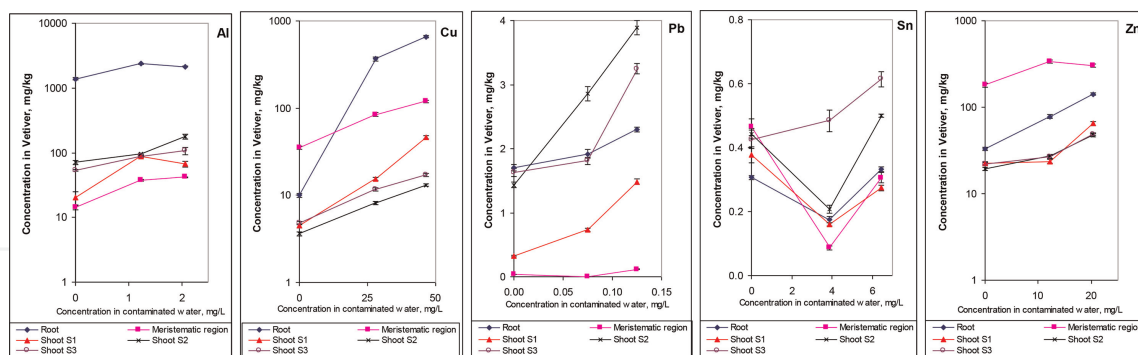 Al
Concentration in Vetiver, mg/kg
10000
1000
100
10
1
0 1 2
Concentration in contaminated water, mg/L
Root Meristematic region
Shoot S1 Shoot S2
Shoot S3
Cu
Concentration in Vetiver, mg/kg
1000
100
10
1
0 25 50
Concentration in contaminated water, mg/L
Root Meristematic region
Shoot S1 Shoot S2
Shoot S3
Pb
Concentration in Vetiver, mg/kg
4
3
2
1
0
0.00 0.05 0.10 0.15
Concentration in contaminated water, mg/L
Root Meristematic region
Shoot S1 Shoot S2
Shoot S3
Sn
Concentration in Vetiver, mg/kg
0.8
0.6
0.4
0.2
0.0
0 2 4 6
Concentration in contaminated water, mg/L
Root Meristematic region
Shoot S1 Shoot S2
Shoot S3
Zn
Concentration in Vetiver, mg/kg
1000
100
10
1
0 10 20
Concentration in contaminated water, mg/L
Root Meristematic region
Shoot S1 Shoot S2
Shoot S3